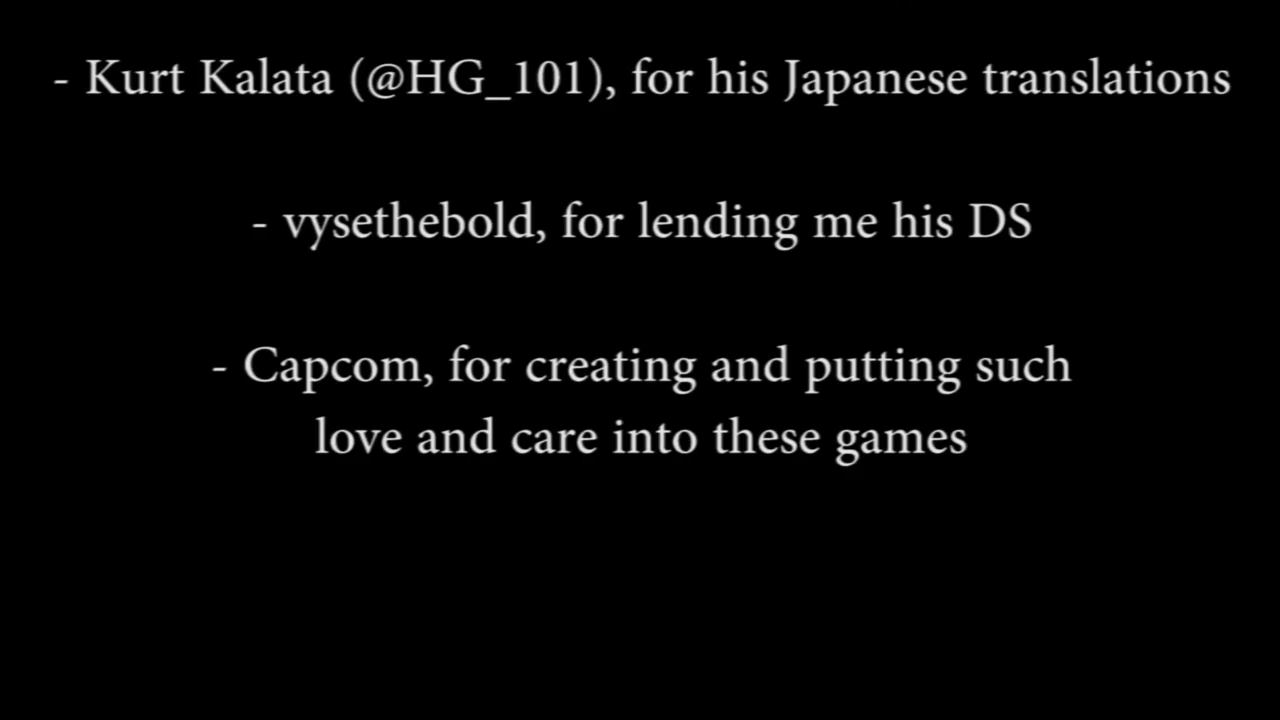 - Kurt Kalata (@HG_101), for his Japanese translations
- vysethebold, for lending me his DS
- Capcom, for creating and putting such
love and care into these games